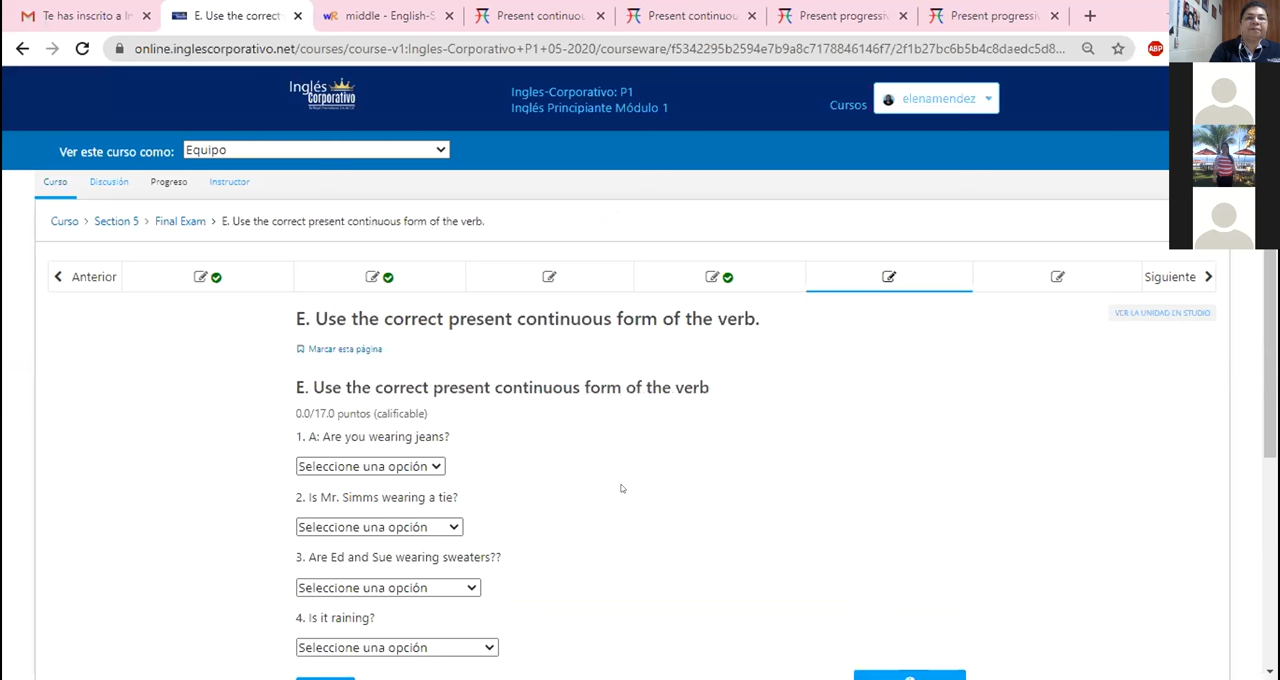 Te has inscrito a In
E. Use the correct
middle - English-S
Present continuou
Present continuou
Present progressiv
Present progressiv
online.inglescorporativo.net/courses/course-v1:Ingles-Corporativo+P1+05-2020/courseware/f5342295b2594e7b9a8c7178846146f7/2f1b27bc6b5b4c8daedc5d8...
ABP
Inglés
Corporativo
Ingles-Corporativo: P1
Inglés Principiante Módulo 1
Cursos
elenamendez
Ver este curso como:
Equipo
Curso
Discusión
Progreso
Instructor
Curso > Section 5 > Final Exam > E. Use the correct present continuous form of the verb.
Anterior
Siguiente
E. Use the correct present continuous form of the verb.
VER LA UNIDAD EN STUDIO
Marcar esta página
E. Use the correct present continuous form of the verb
0.0/17.0 puntos (calificable)
1. A: Are you wearing jeans?
Seleccione una opción
2. Is Mr. Simms wearing a tie?
Seleccione una opción
3. Are Ed and Sue wearing sweaters??
Seleccione una opción
4. Is it raining?
Seleccione una opción